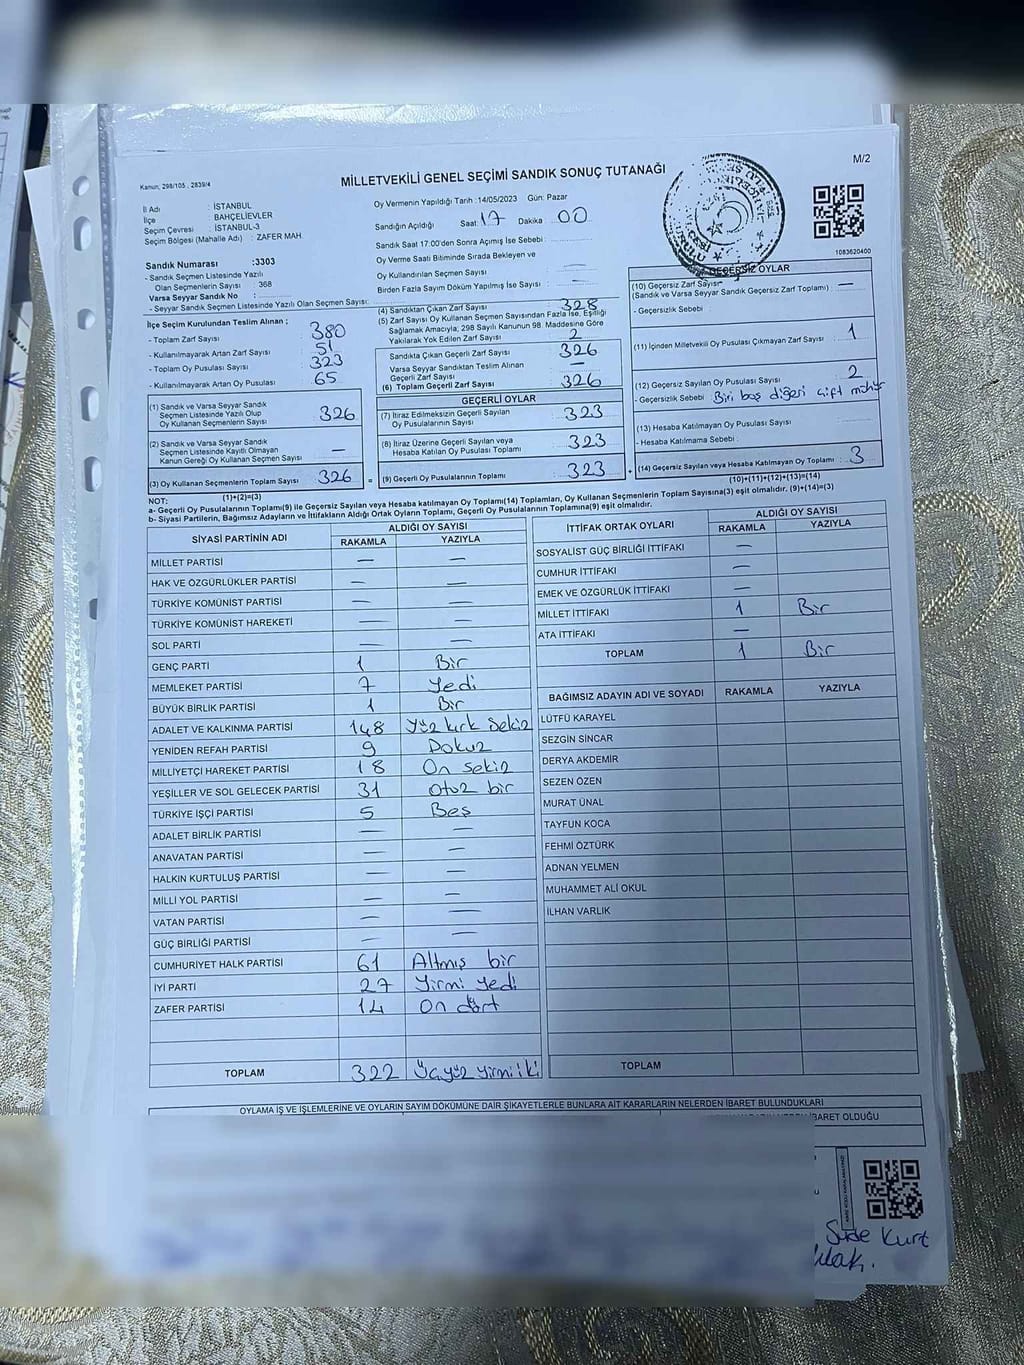 M/2
Kanun, 298/105 , 2839/4
MİLLETVEKİLİ GENEL SEÇİMİ SANDIK SONUÇ TUTANAĞI
İl Adı : İSTANBUL
İlçe : BAHÇELİEVLER
Seçim Çevresi : İSTANBUL-3
Seçim Bölgesi (Mahalle Adı) : ZAFER MAH.
Sandık Numarası :3303
- Sandık Seçmen Listesinde Yazılı
Olan Seçmenlerin Sayısı : 368
Varsa Seyyar Sandık No :
- Seyyar Sandık Seçmen Listesinde Yazılı Olan Seçmen Sayısı:
Oy Vermenin Yapıldığı Tarih :14/05/2023 Gün: Pazar
Sandığın Açıldığı Saat: 17 Dakika : 00
Sandık Saat 17:00'den Sonra Açımış İse Sebebi :
Oy Verme Saati Bitiminde Sırada Bekleyen ve
Oy Kullandırılan Seçmen Sayısı : —
Birden Fazla Sayım Döküm Yapılmış İse Sayısı : —
1083620400
İlçe Seçim Kurulundan Teslim Alınan ;
- Toplam Zarf Sayısı : 380
- Kullanılmayarak Artan Zarf Sayısı : 51
- Toplam Oy Pusulası Sayısı : 323
- Kullanılmayarak Artan Oy Pusulası : 65
(1) Sandık ve Varsa Seyyar Sandık
Seçmen Listesinde Yazılı Olup
Oy Kullanan Seçmenlerin Sayısı : 326
(2) Sandık ve Varsa Seyyar Sandık
Seçmen Listesinde Kayıtlı Olmayan
Kanun Gereği Oy Kullanan Seçmen Sayısı : —
(3) Oy Kullanan Seçmenlerin Toplam Sayısı : 326
(1)+(2)=(3)
(4) Sandıktan Çıkan Zarf Sayısı : 328
(5) Zarf Sayısı Oy Kullanan Seçmen Sayısından Fazla İse, Eşitliği
Sağlamak Amacıyla; 298 Sayılı Kanunun 98. Maddesine Göre
Yakılarak Yok Edilen Zarf Sayısı : 2
Sandıkta Çıkan Geçerli Zarf Sayısı : 326
Varsa Seyyar Sandıktan Teslim Alınan
Geçerli Zarf Sayısı : —
(6) Toplam Geçerli Zarf Sayısı : 326
GEÇERLİ OYLAR
(7) İtiraz Edilmeksizin Geçerli Sayılan
Oy Pusulalarının Sayısı : 323
(8) İtiraz Üzerine Geçerli Sayılan veya
Hesaba Katılan Oy Pusulası Toplamı : 323
= (9) Geçerli Oy Pusulalarının Toplamı : 323
GEÇERSİZ OYLAR
(10) Geçersiz Zarf Sayısı
(Sandık ve Varsa Seyyar Sandık Geçersiz Zarf Toplamı) : —
- Geçersizlik Sebebi :
(11) İçinden Milletvekili Oy Pusulası Çıkmayan Zarf Sayısı : 1
(12) Geçersiz Sayılan Oy Pusulası Sayısı : 2
- Geçersizlik Sebebi : Biri boş diğeri çift mühür
(13) Hesaba Katılmayan Oy Pusulası Sayısı :
- Hesaba Katılmama Sebebi :
+ (14) Geçersiz Sayılan veya Hesaba Katılmayan Oy Toplamı : 3
(10)+(11)+(12)+(13)=(14)
NOT:
a- Geçerli Oy Pusulalarının Toplamı(9) ile Geçersiz Sayılan veya Hesaba katılmayan Oy Toplamı(14) Toplamları, Oy Kullanan Seçmenlerin Toplam Sayısına(3) eşit olmalıdır. (9)+(14)=(3)
b- Siyasi Partilerin, Bağımsız Adayların ve İttifakların Aldığı Ortak Oyların Toplamı, Geçerli Oy Pusulalarının Toplamına(9) eşit olmalıdır.
SİYASİ PARTİNİN ADI ALDIĞI OY SAYISI
RAKAMLA YAZIYLA
MİLLET PARTİSİ — —
HAK VE ÖZGÜRLÜKLER PARTİSİ — —
TÜRKİYE KOMÜNİST PARTİSİ — —
TÜRKİYE KOMÜNİST HAREKETİ — —
SOL PARTİ — —
GENÇ PARTİ 1 Bir
MEMLEKET PARTİSİ 7 Yedi
BÜYÜK BİRLİK PARTİSİ 1 Bir
ADALET VE KALKINMA PARTİSİ 148 Yüz kırk sekiz
YENİDEN REFAH PARTİSİ 9 Dokuz
MİLLİYETÇİ HAREKET PARTİSİ 18 On sekiz
YEŞİLLER VE SOL GELECEK PARTİSİ 31 Otuz bir
TÜRKİYE İŞÇİ PARTİSİ 5 Beş
ADALET BİRLİK PARTİSİ — —
ANAVATAN PARTİSİ — —
HALKIN KURTULUŞ PARTİSİ — —
MİLLİ YOL PARTİSİ — —
VATAN PARTİSİ — —
GÜÇ BİRLİĞİ PARTİSİ — —
CUMHURİYET HALK PARTİSİ 61 Altmış bir
İYİ PARTİ 27 Yirmi yedi
ZAFER PARTİSİ 14 On dört
TOPLAM 322 Üçyüz yirmi iki
İTTİFAK ORTAK OYLARI ALDIĞI OY SAYISI
RAKAMLA YAZIYLA
SOSYALİST GÜÇ BİRLİĞİ İTTİFAKI —
CUMHUR İTTİFAKI —
EMEK VE ÖZGÜRLÜK İTTİFAKI —
MİLLET İTTİFAKI 1 Bir
ATA İTTİFAKI —
TOPLAM 1 Bir
BAĞIMSIZ ADAYIN ADI VE SOYADI RAKAMLA YAZIYLA
LÜTFÜ KARAYEL
SEZGİN SİNCAR
DERYA AKDEMİR
SEZEN ÖZEN
MURAT ÜNAL
TAYFUN KOCA
FEHMİ ÖZTÜRK
ADNAN YELMEN
MUHAMMET ALİ OKUL
İLHAN VARLIK
TOPLAM
OYLAMA İŞ VE İŞLEMLERİNE VE OYLARIN SAYIM DÖKÜMÜNE DAİR ŞİKAYETLERLE BUNLARA AİT KARARLARIN NELERDEN İBARET BULUNDUKLARI
İBARET OLDUĞU
Sude Kurt